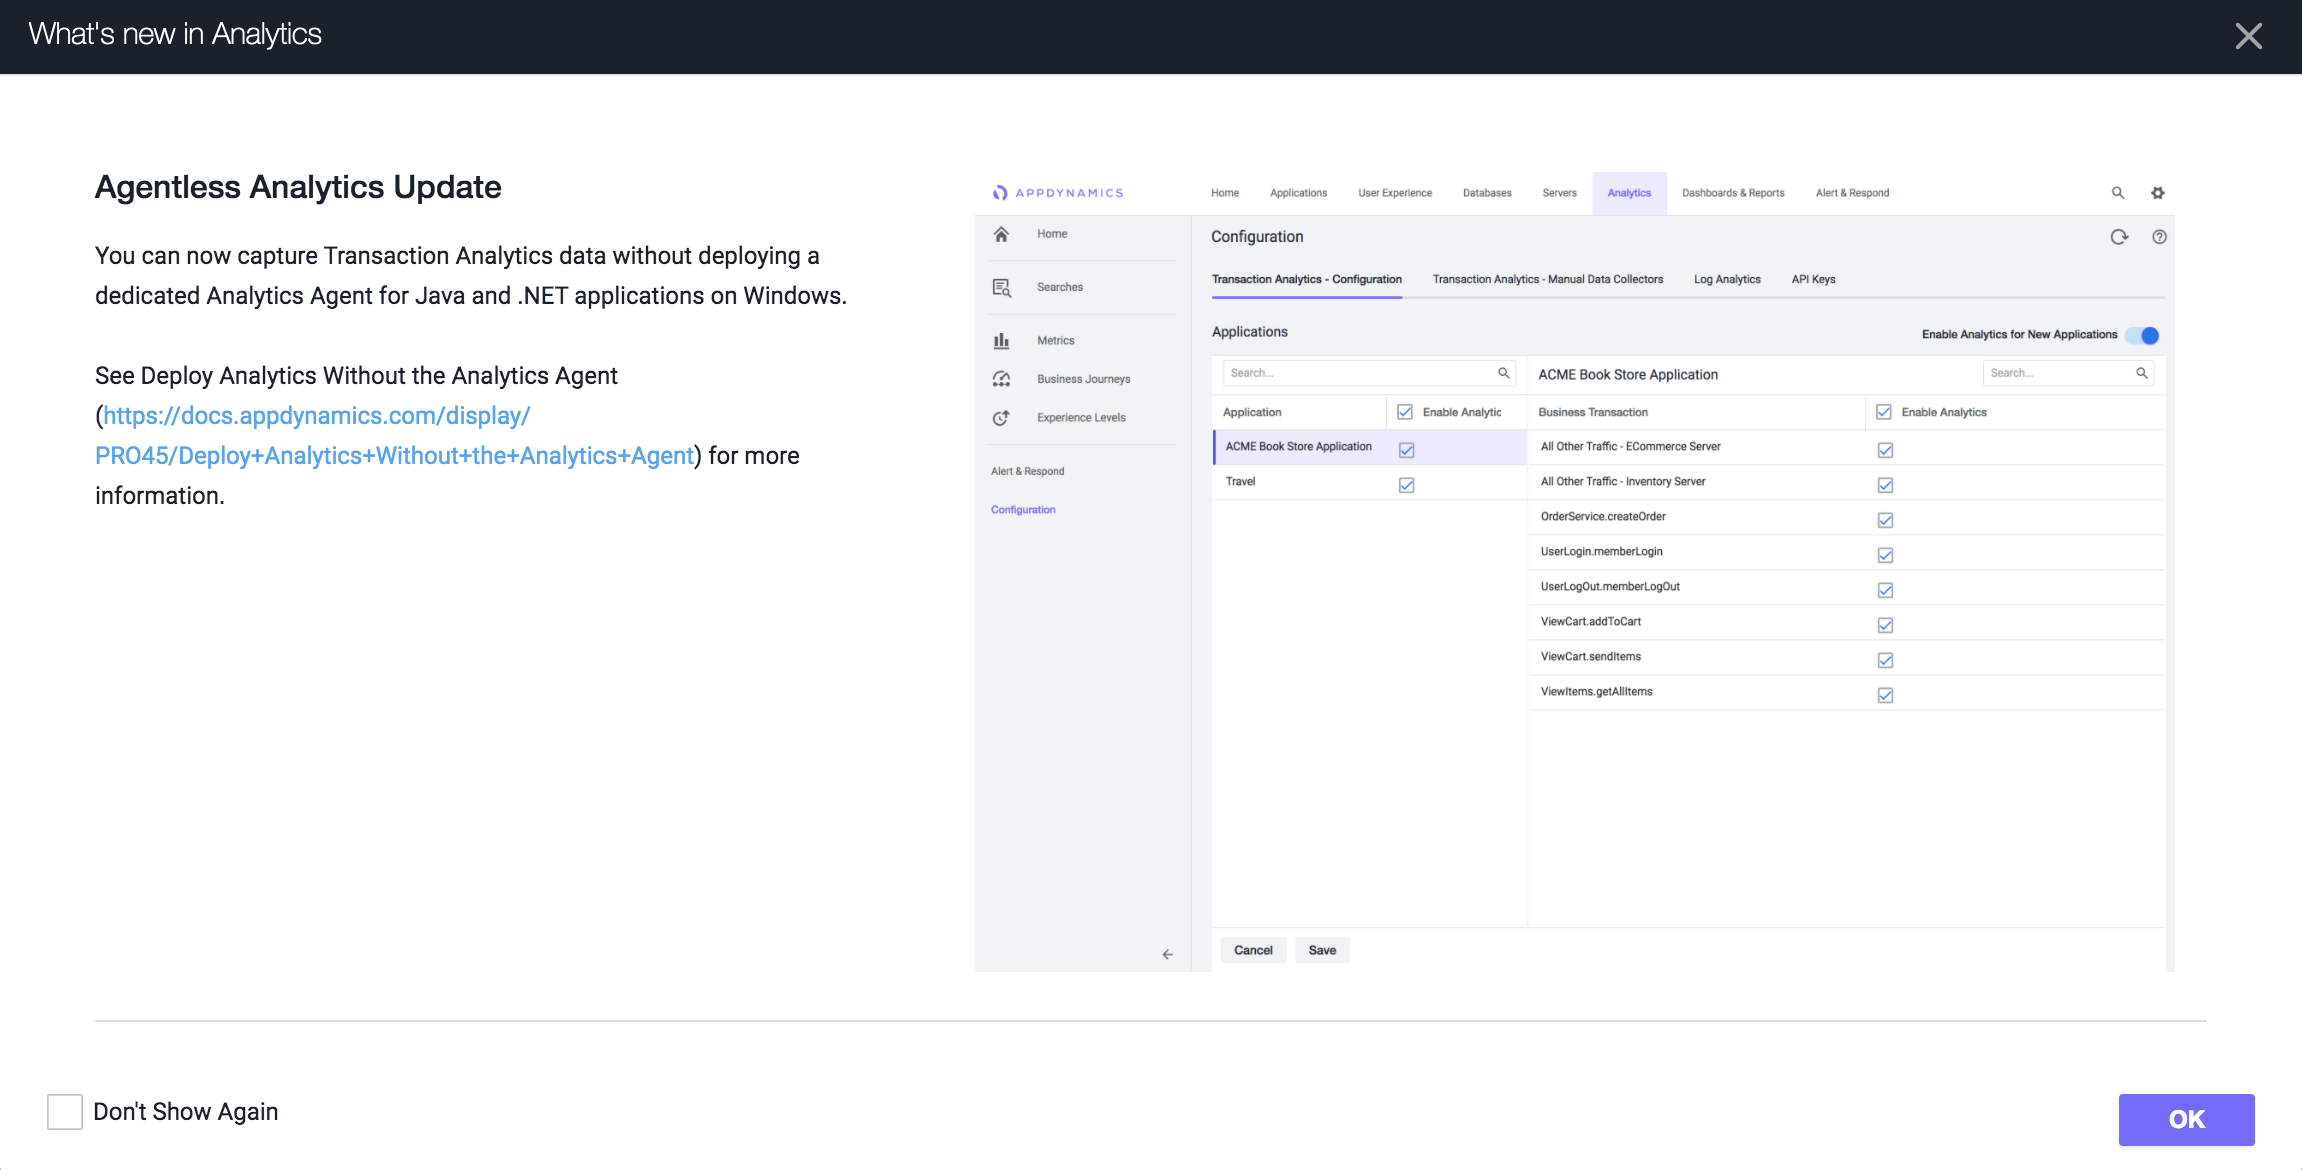 What's new in Analytics
Agentless Analytics Update
You can now capture Transaction Analytics data without deploying a
dedicated Analytics Agent for Java and .NET applications on Windows.
See Deploy Analytics Without the Analytics Agent
(https://docs.appdynamics.com/display/
PRO45/Deploy+Analytics+Without+the+Analytics+Agent) for more
information.
APPDYNAMICS
Home Applications User Experience Databases Servers Analytics Dashboards & Reports Alert & Respond
Home
Searches
Metrics
Business Journeys
Experience Levels
Alert & Respond
Configuration
Configuration
Transaction Analytics - Configuration Transaction Analytics - Manual Data Collectors Log Analytics API Keys
Applications
Enable Analytics for New Applications
Search...
ACME Book Store Application
Search...
Application Enable Analytic Business Transaction Enable Analytics
ACME Book Store Application
Travel
All Other Traffic - ECommerce Server
All Other Traffic - Inventory Server
OrderService.createOrder
UserLogin.memberLogin
UserLogOut.memberLogOut
ViewCart.addToCart
ViewCart.sendItems
ViewItems.getAllItems
Cancel Save
Don't Show Again
OK